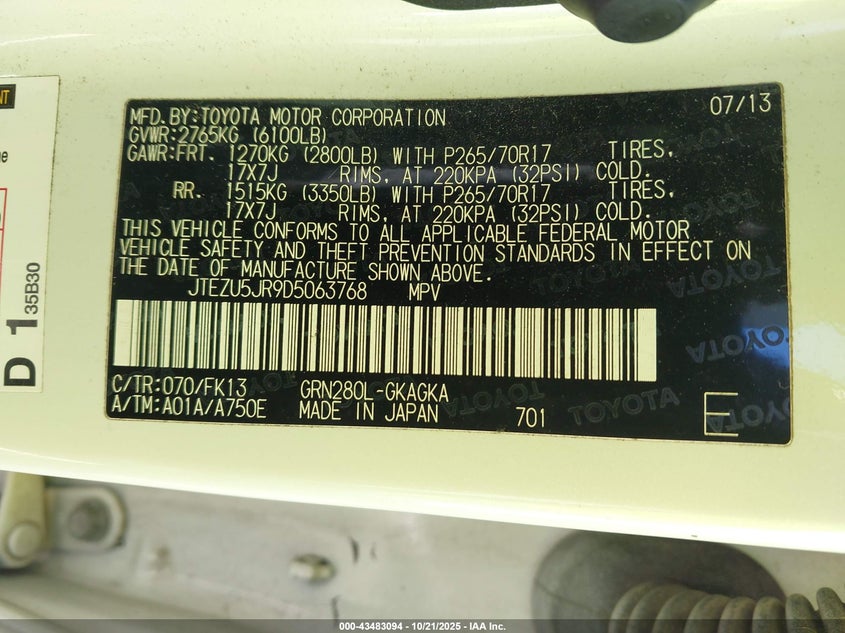 MFD.BY:TOYOTA MOTOR CORPORATION 07/13
GVWR:2765KG (6100LB)
GAWR:FRT. 1270KG (2800LB) WITH P265/70R17 TIRES,
17X7J RIMS, AT 220KPA (32PSI) COLD.
RR. 1515KG (3350LB) WITH P265/70R17 TIRES,
17X7J RIMS, AT 220KPA (32PSI) COLD.
THIS VEHICLE CONFORMS TO ALL APPLICABLE FEDERAL MOTOR
VEHICLE SAFETY AND THEFT PREVENTION STANDARDS IN EFFECT ON
THE DATE OF MANUFACTURE SHOWN ABOVE.
JTEZU5JR9D5063768 MPV
C/TR:070/FK13 GRN280L-GKAGKA
A/TM:A01A/A750E MADE IN JAPAN 701 E
TOYOTA
D 1 35B30
NT
000-43483094 - 10/21/2025 - IAA Inc.